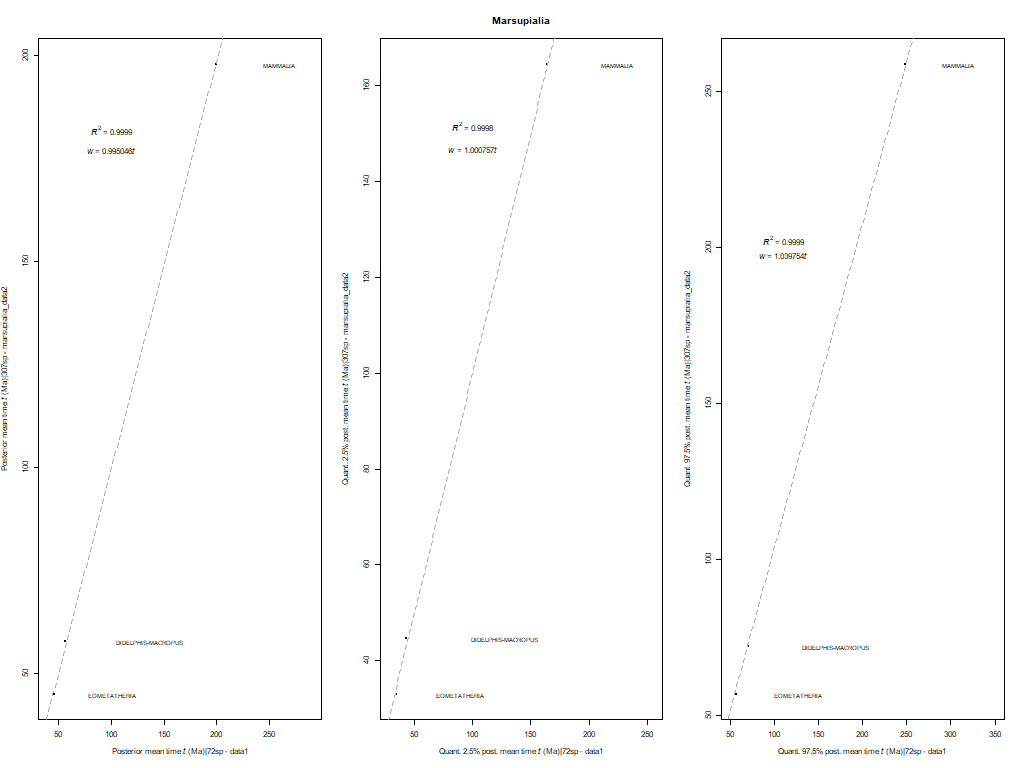 Marsupialia
Posterior mean time t (Ma)|307sp - marsupialia_data2
200
150
100
50
R2 = 0.9999
w = 0.995046t
MAMMALIA
DIDELPHIS-MACROPUS
EOMETATHERIA
50 100 150 200 250
Posterior mean time t (Ma)|72sp - data1
Quant. 2.5% post. mean time t (Ma)|307sp - marsupialia_data2
160
140
120
100
80
60
40
R2 = 0.9998
w = 1.000757t
MAMMALIA
DIDELPHIS-MACROPUS
EOMETATHERIA
50 100 150 200 250
Quant. 2.5% post. mean time t (Ma)|72sp - data1
Quant. 97.5% post. mean time t (Ma)|307sp - marsupialia_data2
250
200
150
100
50
R2 = 0.9999
w = 1.039754t
MAMMALIA
DIDELPHIS-MACROPUS
EOMETATHERIA
50 100 150 200 250 300 350
Quant. 97.5% post. mean time t (Ma)|72sp - data1